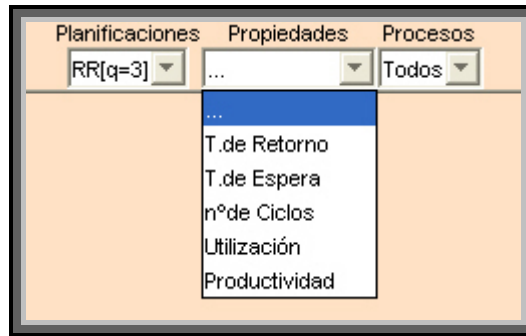 Planificaciones Propiedades Procesos
RR[q=3] ... Todos
...
T.de Retorno
T.de Espera
nºde Ciclos
Utilización
Productividad